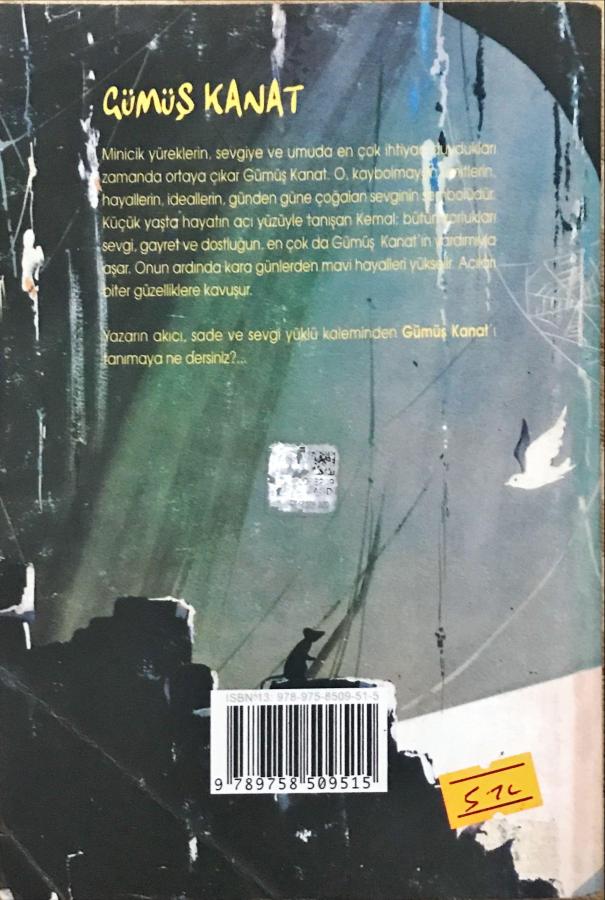 GÜMÜŞ KANAT
Minicik yüreklerin, sevgiye ve umuda en çok ihtiyaç duydukları
zamanda ortaya çıkar Gümüş Kanat. O, kaybolmayan ümitlerin,
hayallerin, ideallerin, günden güne çoğalan sevginin sembolüdür.
Küçük yaşta hayatın acı yüzüyle tanışan Kemal; bütün zorlukları
sevgi, gayret ve dostluğun, en çok da Gümüş Kanat'ın yardımıyla
aşar. Onun ardında kara günlerden mavi hayalleri yükselir. Acıları
biter güzelliklere kavuşur.
Yazarın akıcı, sade ve sevgi yüklü kaleminden Gümüş Kanat'ı
tanımaya ne dersiniz?...
ISBN-13: 978-975-8509-51-5
9 789758 509515
5 TL